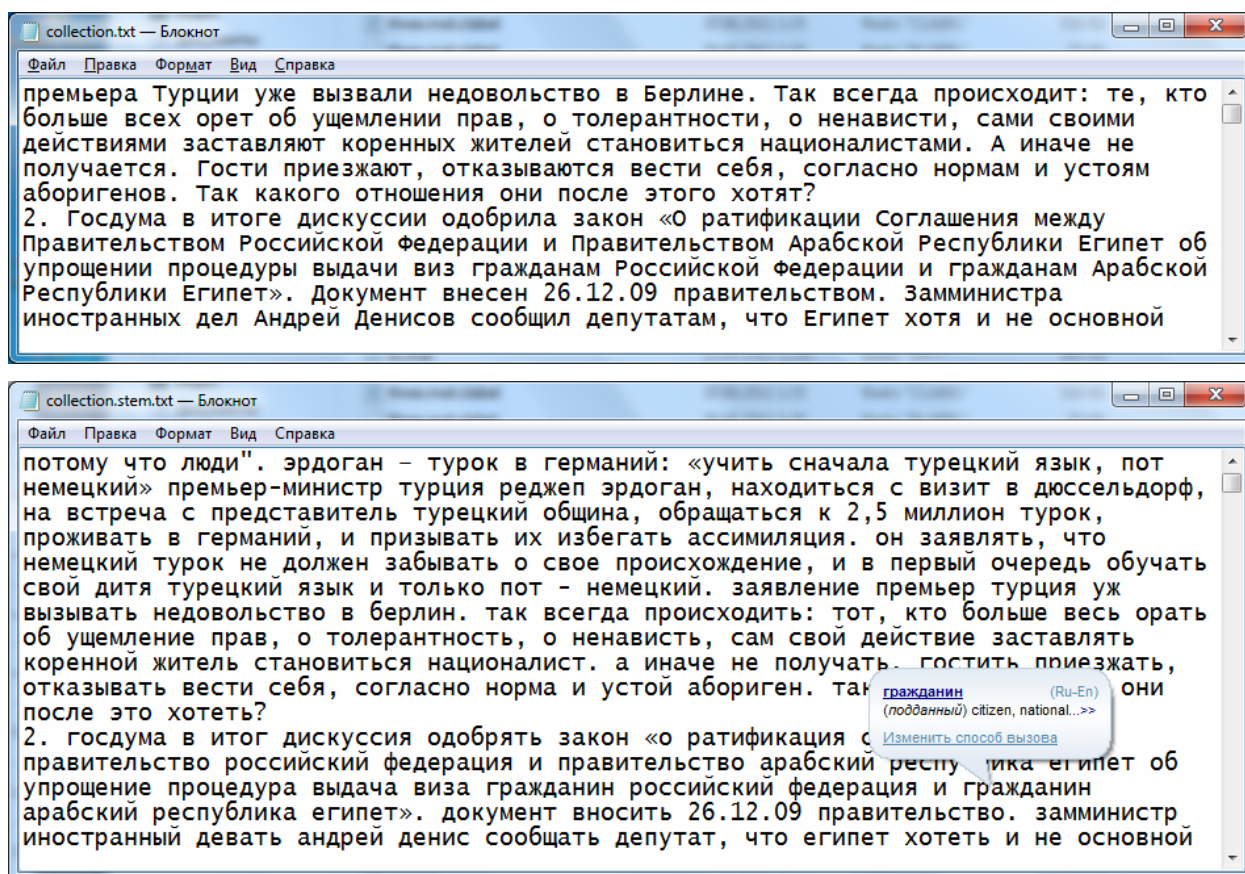 collection.txt — Блокнот
Файл Правка Формат Вид Справка
премьера Турции уже вызвали недовольство в Берлине. Так всегда происходит: те, кто
больше всех орет об ущемлении прав, о толерантности, о ненависти, сами своими
действиями заставляют коренных жителей становиться националистами. А иначе не
получается. Гости приезжают, отказываются вести себя, согласно нормам и устоям
аборигенов. Так какого отношения они после этого хотят?
2. Госдума в итоге дискуссии одобрила закон «О ратификации Соглашения между
Правительством Российской Федерации и Правительством Арабской Республики Египет об
упрощении процедуры выдачи виз гражданам Российской Федерации и гражданам Арабской
Республики Египет». Документ внесен 26.12.09 правительством. Замминистра
иностранных дел Андрей Денисов сообщил депутатам, что Египет хотя и не основной
collection.stem.txt — Блокнот
Файл Правка Формат Вид Справка
потому что люди". эрдоган – турок в германий: «учить сначала турецкий язык, пот
немецкий» премьер-министр турция реджеп эрдоган, находиться с визит в дюссельдорф,
на встреча с представитель турецкий община, обращаться к 2,5 миллион турок,
проживать в германий, и призывать их избегать ассимиляция. он заявлять, что
немецкий турок не должен забывать о свое происхождение, и в первый очередь обучать
свой дитя турецкий язык и только пот – немецкий. заявление премьер турция уж
вызывать недовольство в берлин. так всегда происходить: тот, кто больше весь орать
об ущемление прав, о толерантность, о ненависть, сам свой действие заставлять
коренной житель становиться националист. а иначе не получать. гостить приезжать,
отказывать вести себя, согласно норма и устой абориген. так они
после это хотеть?
2. госдума в итог дискуссия одобрять закон «о ратификация
правительство российский федерация и правительство арабский республика египет об
упрощение процедура выдача виза гражданин российский федерация и гражданин
арабский республика египет». документ вносить 26.12.09 правительство. замминистр
иностранный девать андрей денис сообщать депутат, что египет хотеть и не основной
гражданин (Ru-En)
(подданный) citizen, national...>>
Изменить способ вызова